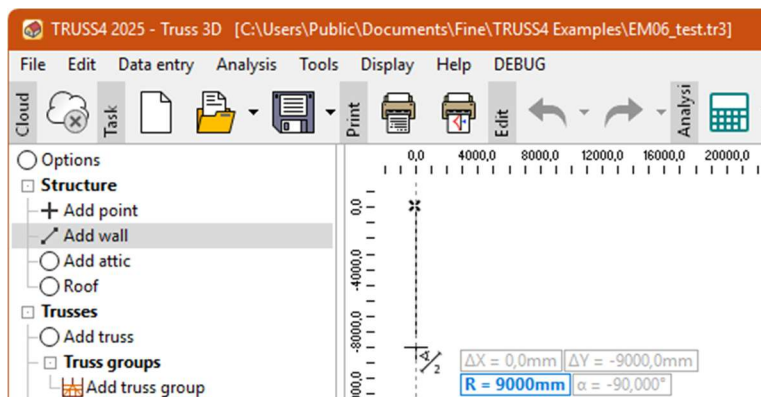 TRUSS4 2025 - Truss 3D [C:\Users\Public\Documents\Fine\TRUSS4 Examples\EM06_test.tr3]
File Edit Data entry Analysis Tools Display Help DEBUG
Cloud Task Print Edit Analysi
Options
Structure
Add point
Add wall
Add attic
Roof
Trusses
Add truss
Truss groups
Add truss group
0,0 4000,0 8000,0 12000,0 16000,0 20000,0
0,0
-4000,0
-8000,0
00,0
2
ΔX = 0,0mm ΔY = -9000,0mm
R = 9000mm α = -90,000°